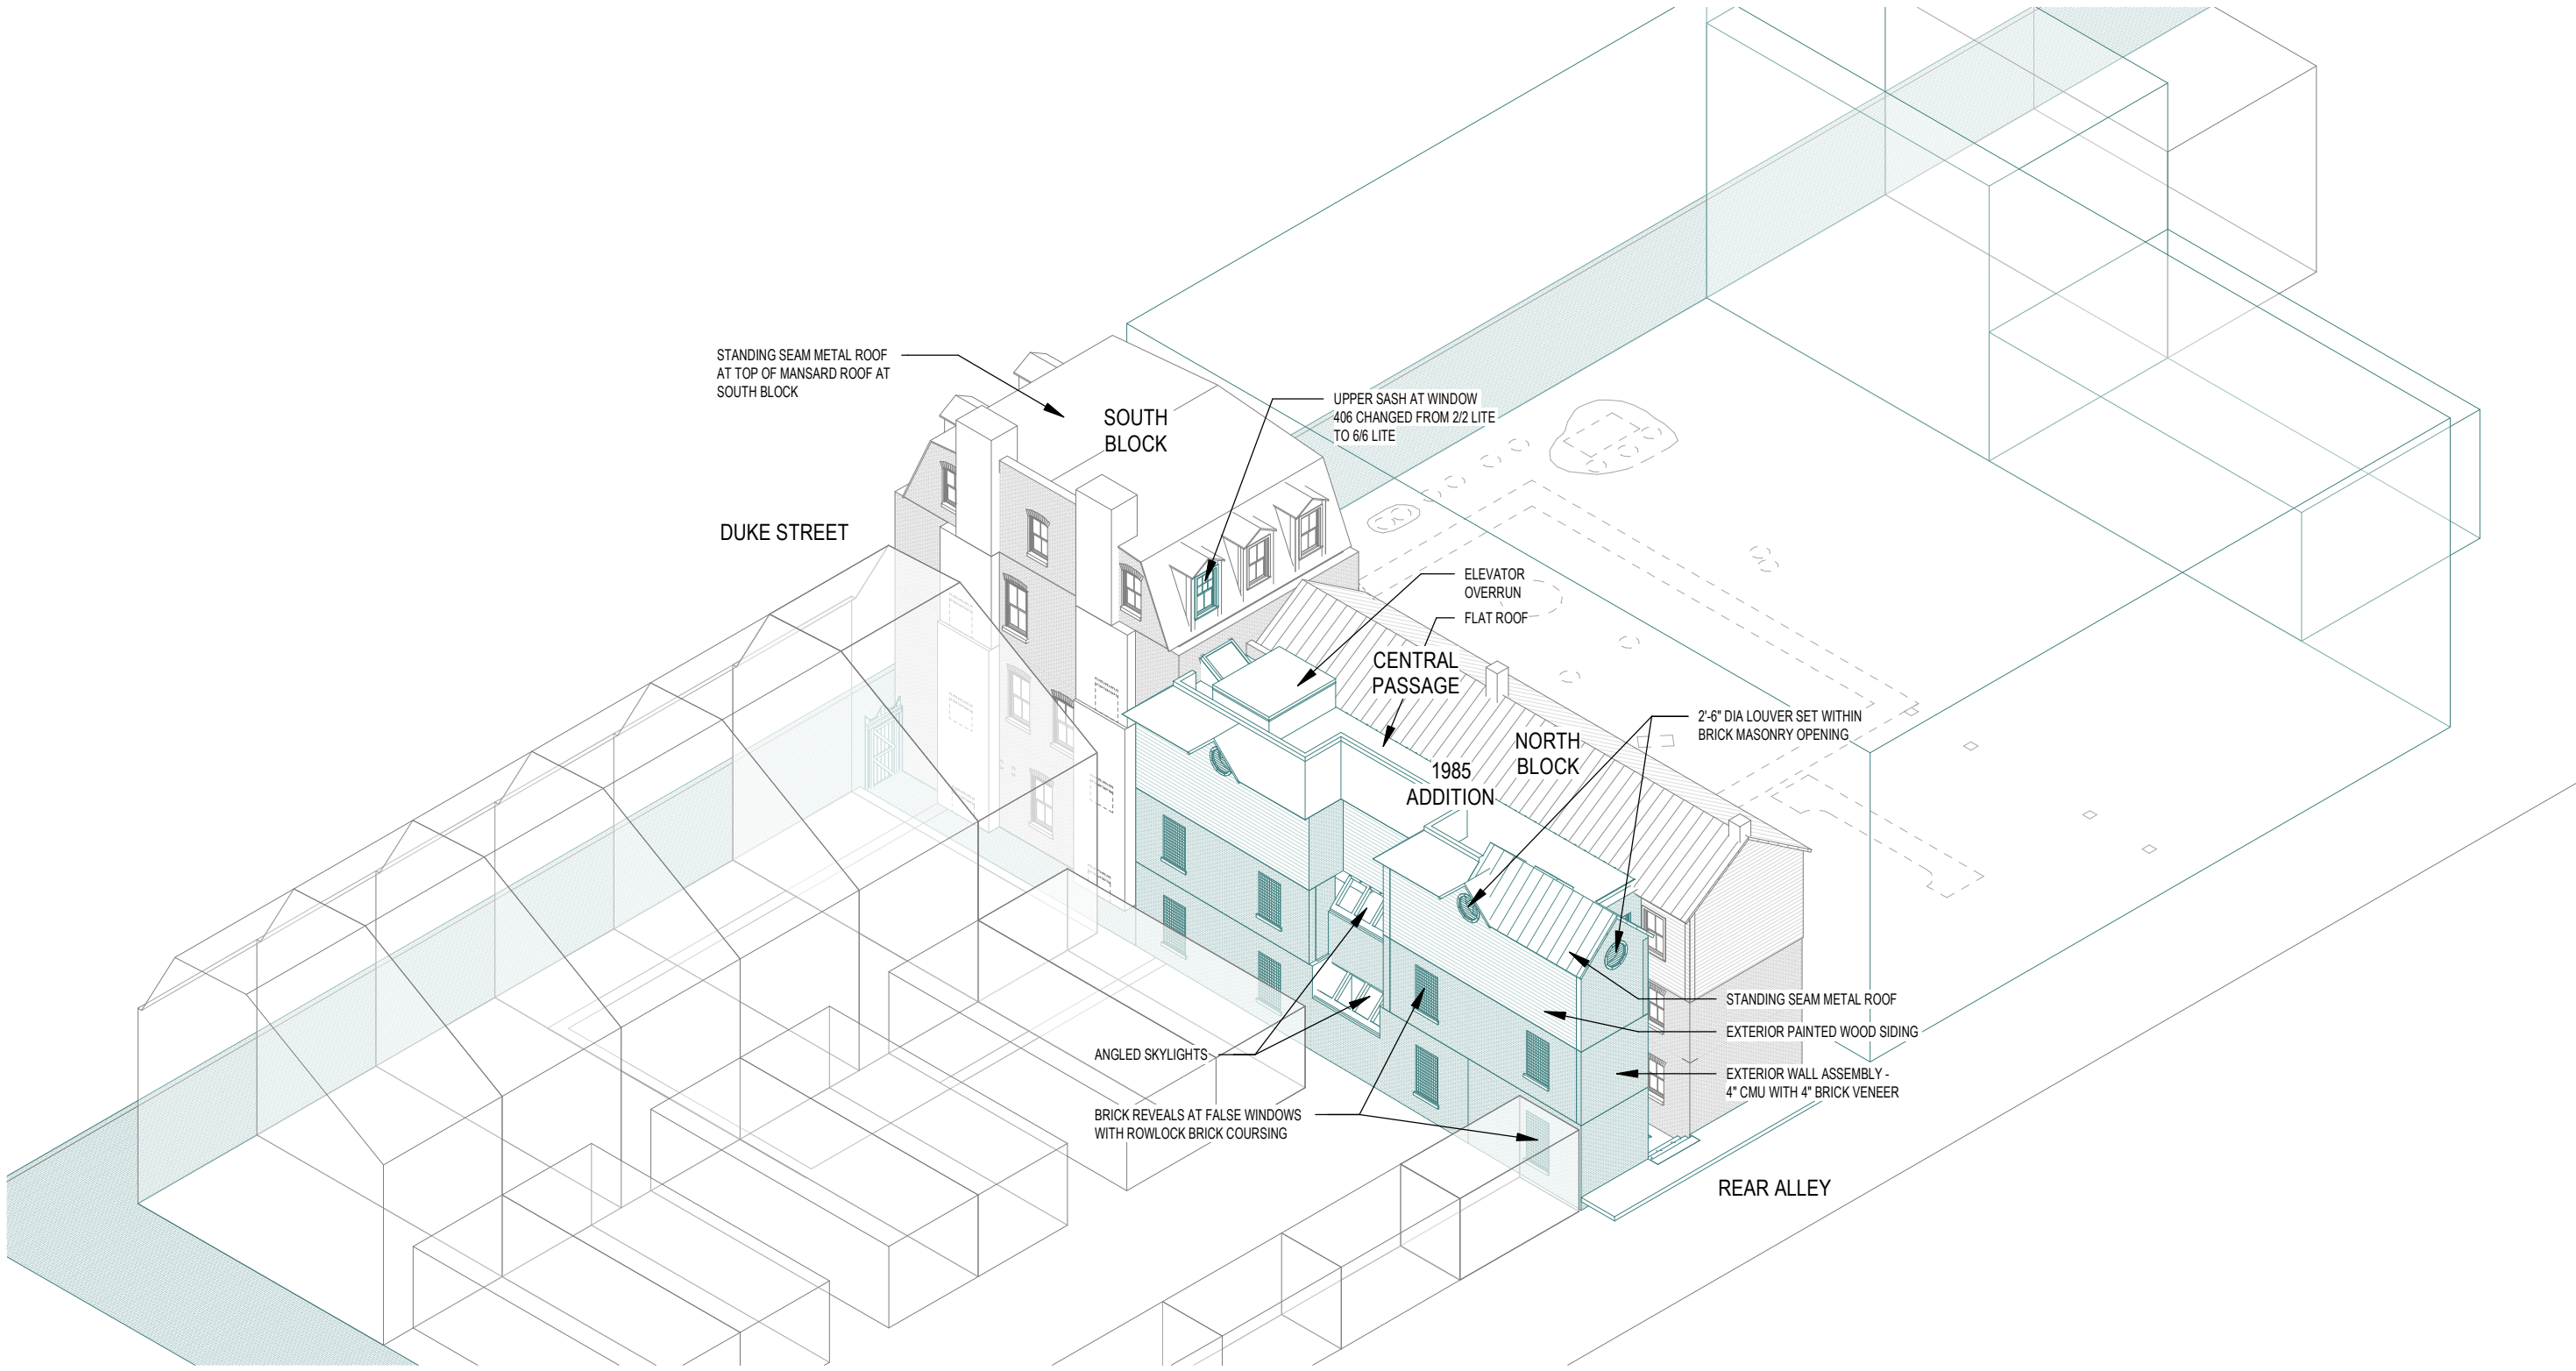 STANDING SEAM METAL ROOF
AT TOP OF MANSARD ROOF AT
SOUTH BLOCK
SOUTH
BLOCK
UPPER SASH AT WINDOW
406 CHANGED FROM 2/2 LITE
TO 6/6 LITE
DUKE STREET
ELEVATOR
OVERRUN
FLAT ROOF
CENTRAL
PASSAGE
2'-6" DIA LOUVER SET WITHIN
BRICK MASONRY OPENING
NORTH
BLOCK
1985
ADDITION
STANDING SEAM METAL ROOF
EXTERIOR PAINTED WOOD SIDING
ANGLED SKYLIGHTS
EXTERIOR WALL ASSEMBLY -
4" CMU WITH 4" BRICK VENEER
BRICK REVEALS AT FALSE WINDOWS
WITH ROWLOCK BRICK COURSING
REAR ALLEY